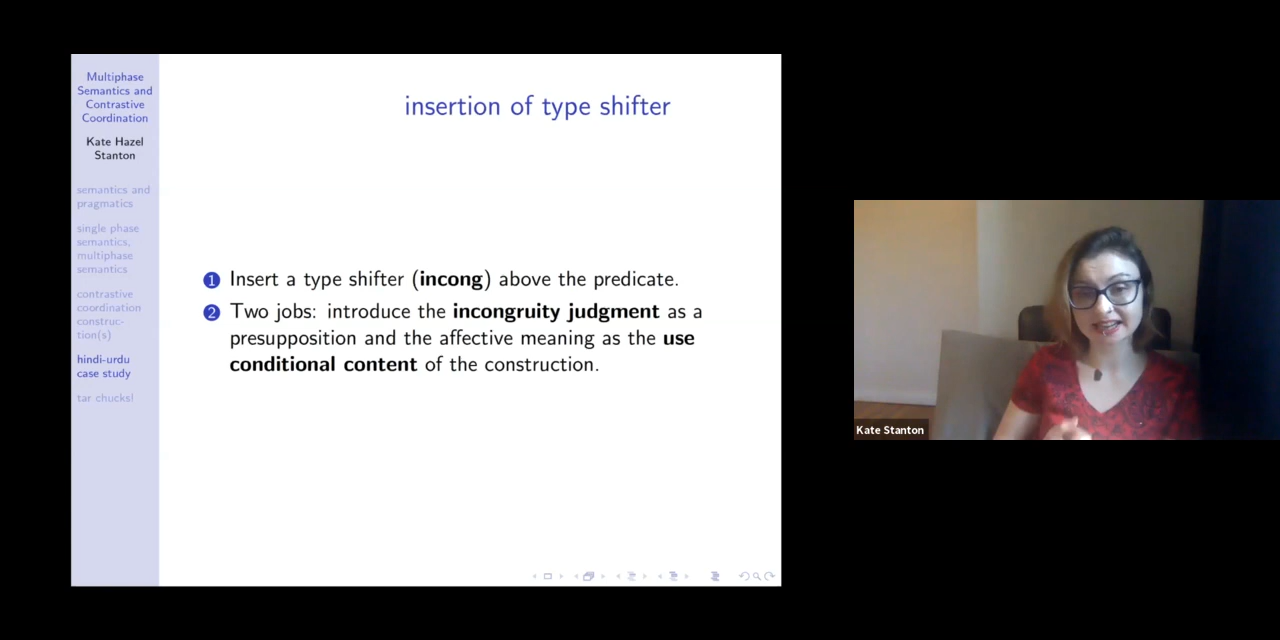 Multiphase
Semantics and
Contrastive
Coordination
Kate Hazel
Stanton
semantics and
pragmatics
single phase
semantics,
multiphase
semantics
contrastive
coordination
construc-
tion(s)
hindi-urdu
case study
tar chucks!
insertion of type shifter
1 Insert a type shifter (incong) above the predicate.
2 Two jobs: introduce the incongruity judgment as a
presupposition and the affective meaning as the use
conditional content of the construction.
Kate Stanton